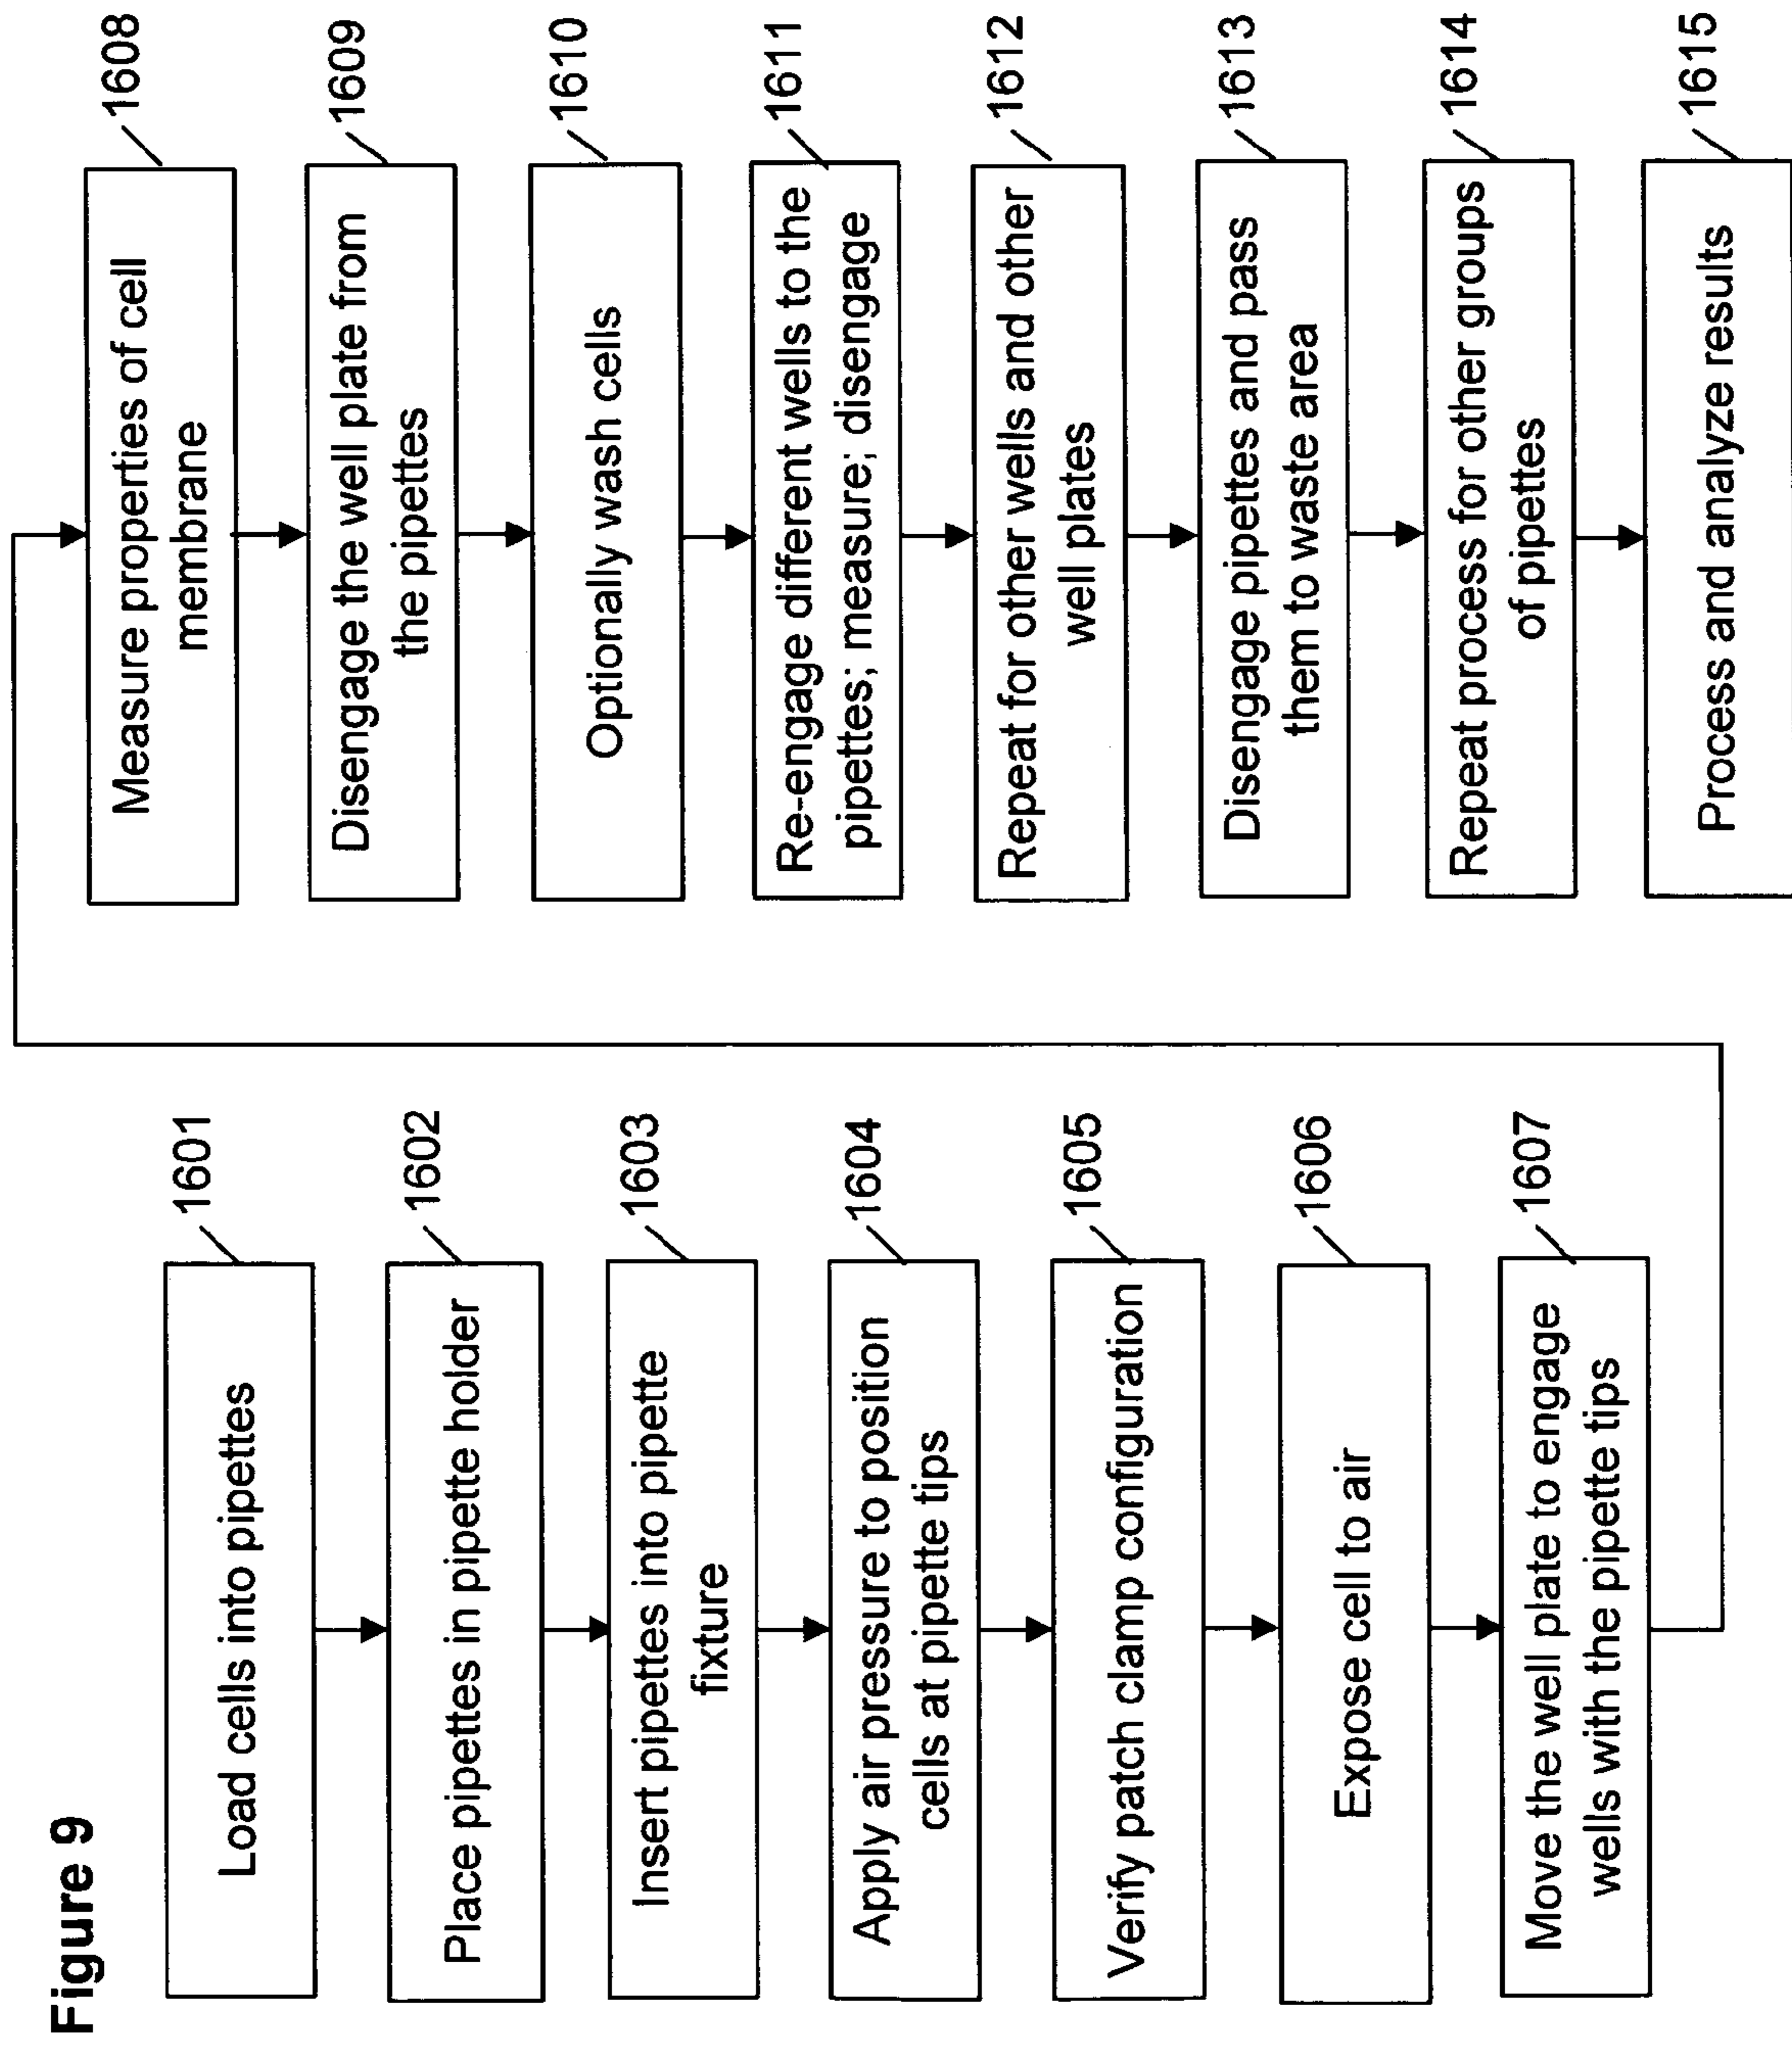 Figure 9
1601
Load cells into pipettes
1602
Place pipettes in pipette holder
1603
Insert pipettes into pipette
fixture
1604
Apply air pressure to position
cells at pipette tips
1605
Verify patch clamp configuration
1606
Expose cell to air
1607
Move the well plate to engage
wells with the pipette tips
1608
Measure properties of cell
membrane
1609
Disengage the well plate from
the pipettes
1610
Optionally wash cells
1611
Re-engage different wells to the
pipettes; measure; disengage
1612
Repeat for other wells and other
well plates
1613
Disengage pipettes and pass
them to waste area
1614
Repeat process for other groups
of pipettes
1615
Process and analyze results